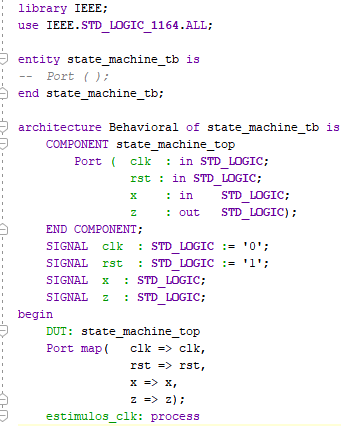 library IEEE;
use IEEE.STD_LOGIC_1164.ALL;
entity state_machine_tb is
--  Port ( );
end state_machine_tb;
architecture Behavioral of state_machine_tb is
    COMPONENT state_machine_top
        Port (  clk  : in STD_LOGIC;
                rst : in STD_LOGIC;
                x    : in    STD_LOGIC;
                z    : out   STD_LOGIC);
    END COMPONENT;
    SIGNAL  clk  : STD_LOGIC := '0';
    SIGNAL  rst  : STD_LOGIC := '1';
    SIGNAL  x  : STD_LOGIC;
    SIGNAL  z  : STD_LOGIC;
begin
    DUT: state_machine_top
    Port map(   clk => clk,
                rst => rst,
                x => x,
                z => z);
    estimulos_clk: process